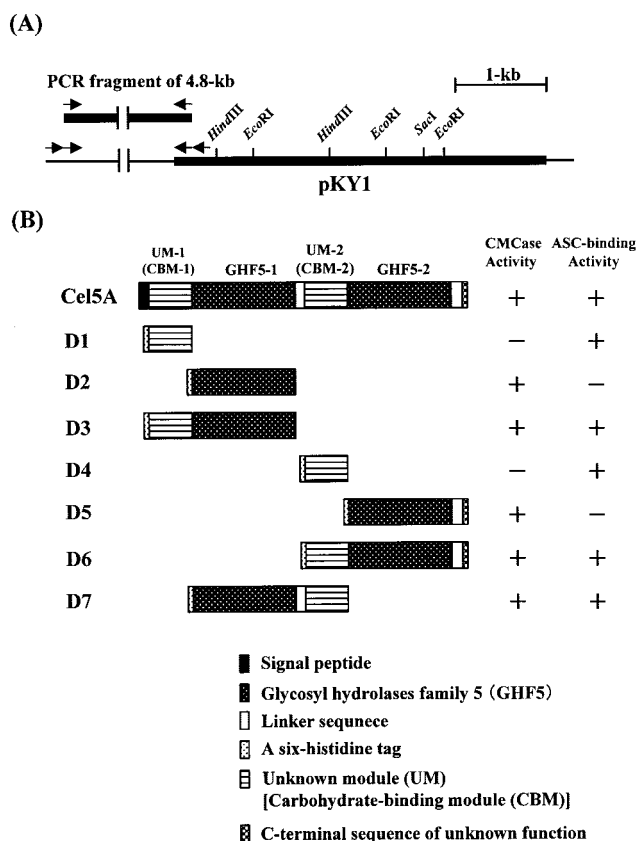 (A)
PCR fragment of 4.8-kb
1-kb
HindIII EcoRI HindIII EcoRI SacI EcoRI
pKY1
(B)
UM-1 (CBM-1) GHF5-1 UM-2 (CBM-2) GHF5-2 CMCase Activity ASC-binding Activity
Cel5A + +
D1 − +
D2 + −
D3 + +
D4 − +
D5 + −
D6 + +
D7 + +
Signal peptide
Glycosyl hydrolases family 5 (GHF5)
Linker sequnece
A six-histidine tag
Unknown module (UM)
[Carbohydrate-binding module (CBM)]
C-terminal sequence of unknown function